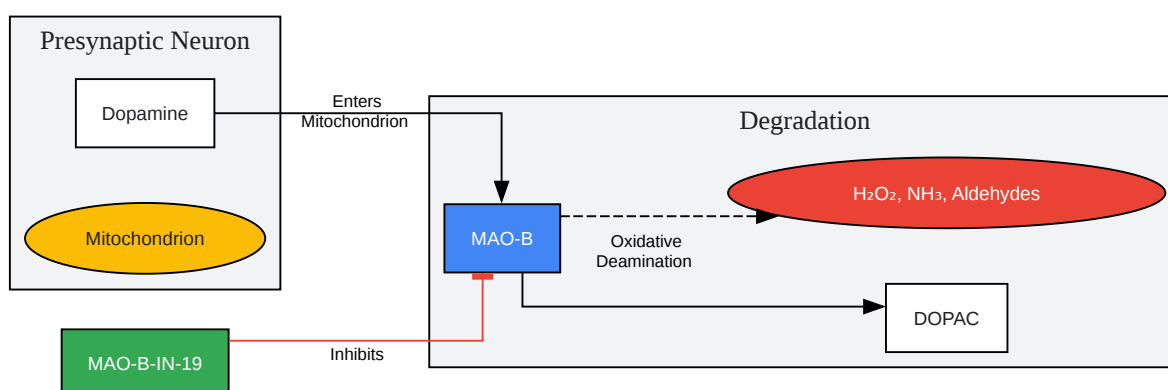 Presynaptic Neuron
Dopamine
Enters
Mitochondrion
Degradation
H₂O₂, NH₃, Aldehydes
Mitochondrion
MAO-B
Oxidative
Deamination
DOPAC
MAO-B-IN-19
Inhibits